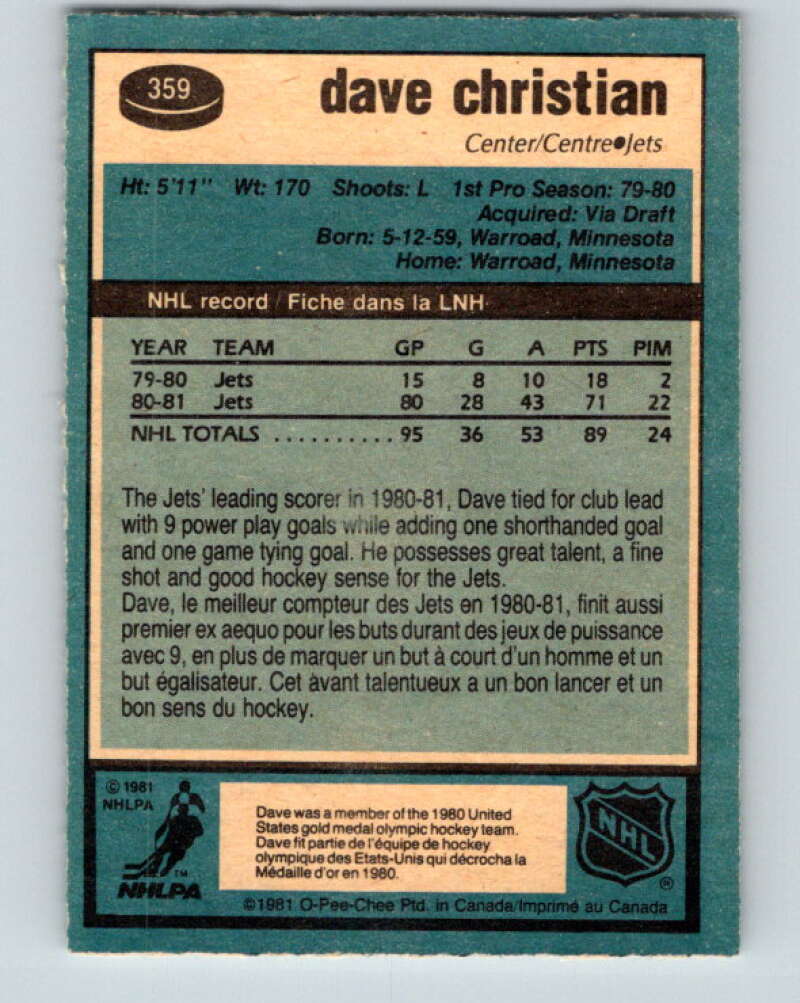 359
dave christian
Center/Centre●Jets
Ht: 5'11" Wt: 170 Shoots: L 1st Pro Season: 79-80
Acquired: Via Draft
Born: 5-12-59, Warroad, Minnesota
Home: Warroad, Minnesota
NHL record/Fiche dans la LNH
YEAR TEAM GP G A PTS PIM
79-80 Jets 15 8 10 18 2
80-81 Jets 80 28 43 71 22
NHL TOTALS .......... 95 36 53 89 24
The Jets' leading scorer in 1980-81, Dave tied for club lead
with 9 power play goals while adding one shorthanded goal
and one game tying goal. He possesses great talent, a fine
shot and good hockey sense for the Jets.
Dave, le meilleur compteur des Jets en 1980-81, finit aussi
premier ex aequo pour les buts durant des jeux de puissance
avec 9, en plus de marquer un but à court d'un homme et un
but égalisateur. Cet avant talentueux a un bon lancer et un
bon sens du hockey.
© 1981
NHLPA
TM
NHLPA
Dave was a member of the 1980 United
States gold medal olympic hockey team.
Dave fit partie de l'équipe de hockey
olympique des Etats-Unis qui décrocha la
Médaille d'or en 1980.
NHL
®
©1981 O-Pee-Chee Ptd. in Canada/Imprimé au Canada